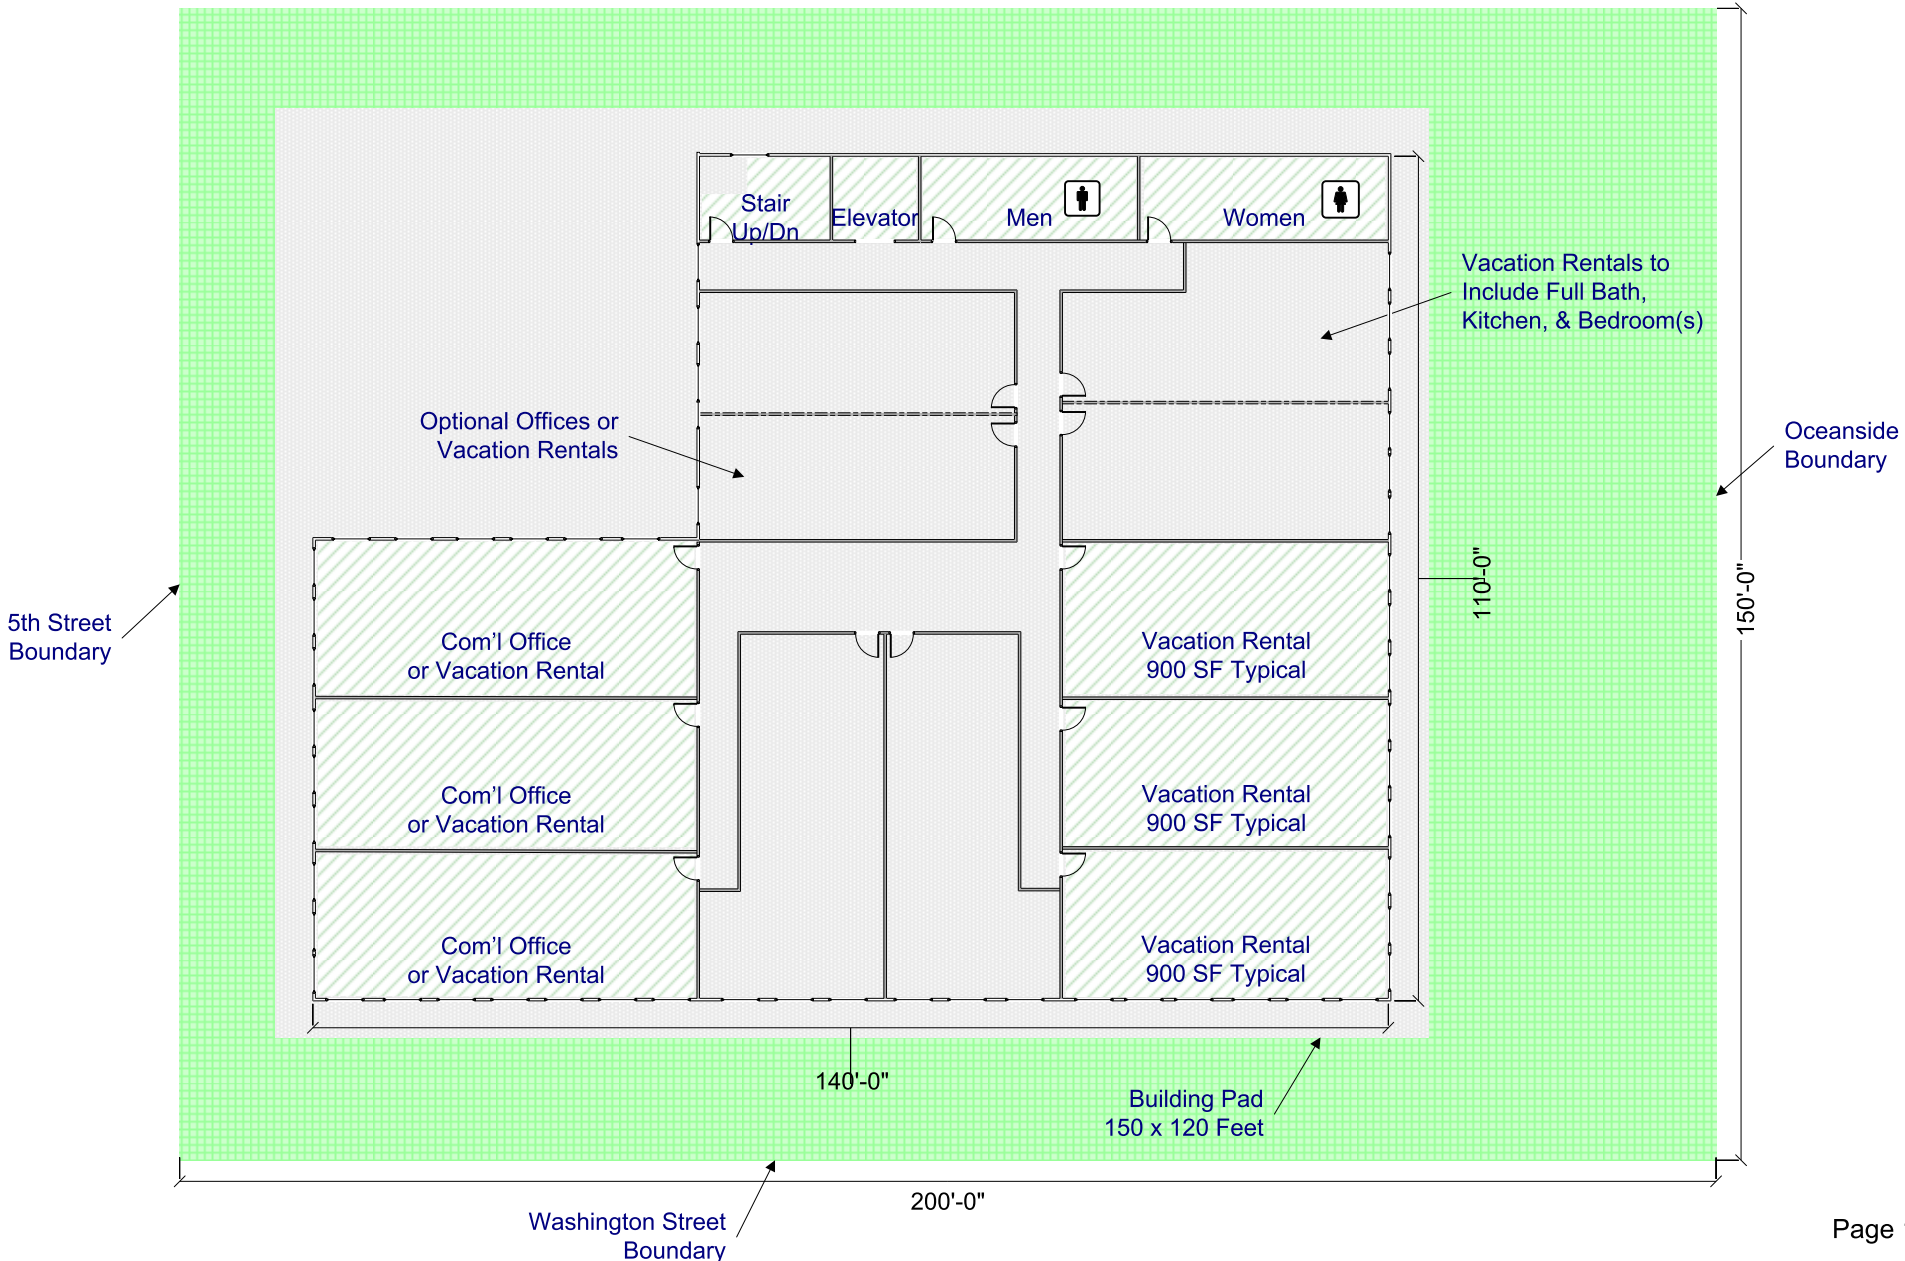 Stair
Up/Dn
Elevator
Men
Women
Vacation Rentals to
Include Full Bath,
Kitchen, & Bedroom(s)
Optional Offices or
Vacation Rentals
Oceanside
Boundary
110'-0"
150'-0"
5th Street
Boundary
Com’l Office
or Vacation Rental
Vacation Rental
900 SF Typical
Com’l Office
or Vacation Rental
Vacation Rental
900 SF Typical
Com’l Office
or Vacation Rental
Vacation Rental
900 SF Typical
140'-0"
Building Pad
150 x 120 Feet
200'-0"
Washington Street
Boundary
Page